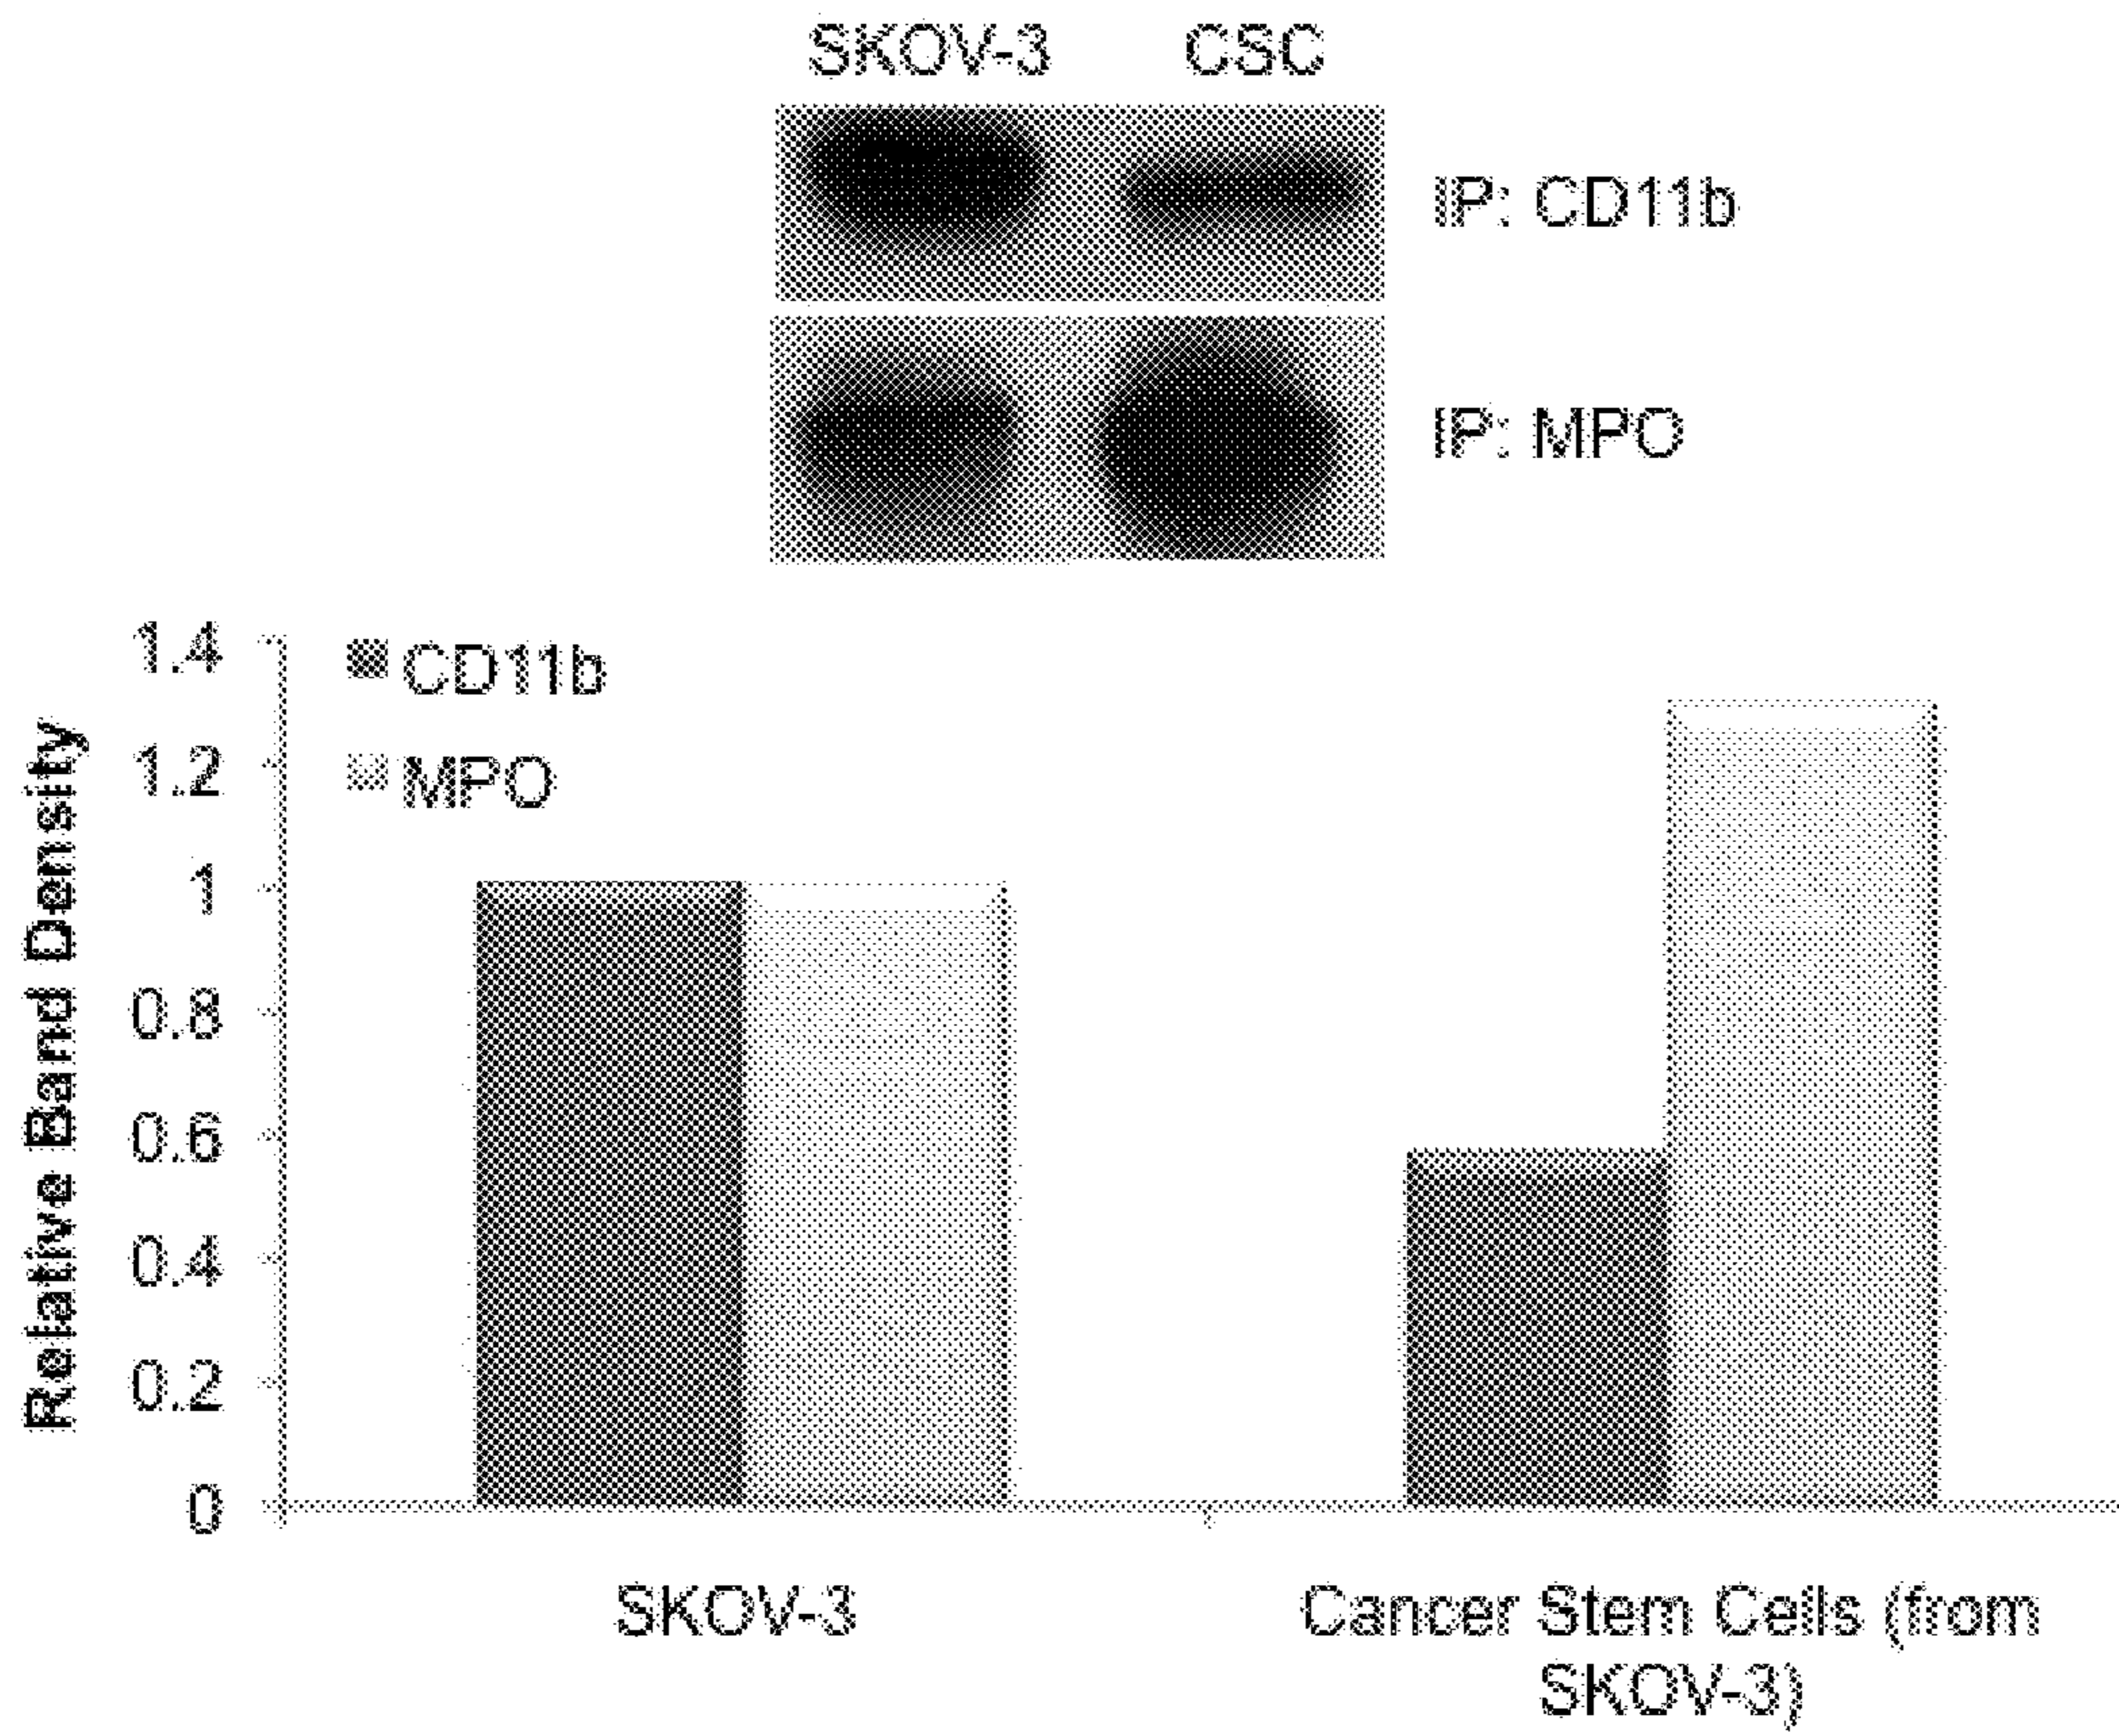 SKOV-3 CSC
IP: CD11b
IP: MPO
1.4
1.2
1
0.8
0.6
0.4
0.2
0
Relative Band Density
CD11b
MPO
SKOV-3
Cancer Stem Cells (from
SKOV-3)